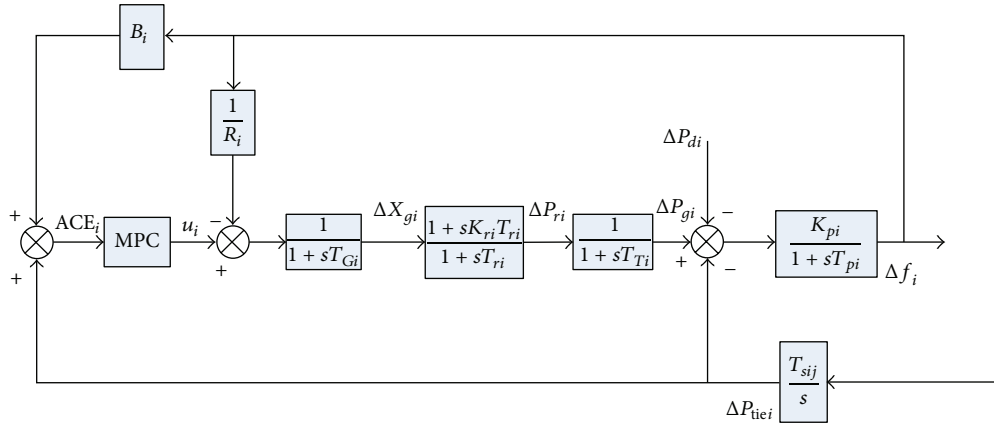 B_i
1
R_i
ΔP_di
+
−
−
ACE_i
MPC
u_i
+
1
1 + sT_Gi
ΔX_gi
1 + sK_ri T_ri
1 + sT_ri
ΔP_ri
1
1 + sT_Ti
ΔP_gi
+
−
K_pi
1 + sT_pi
Δf_i
+
T_sij
s
ΔP_tie i